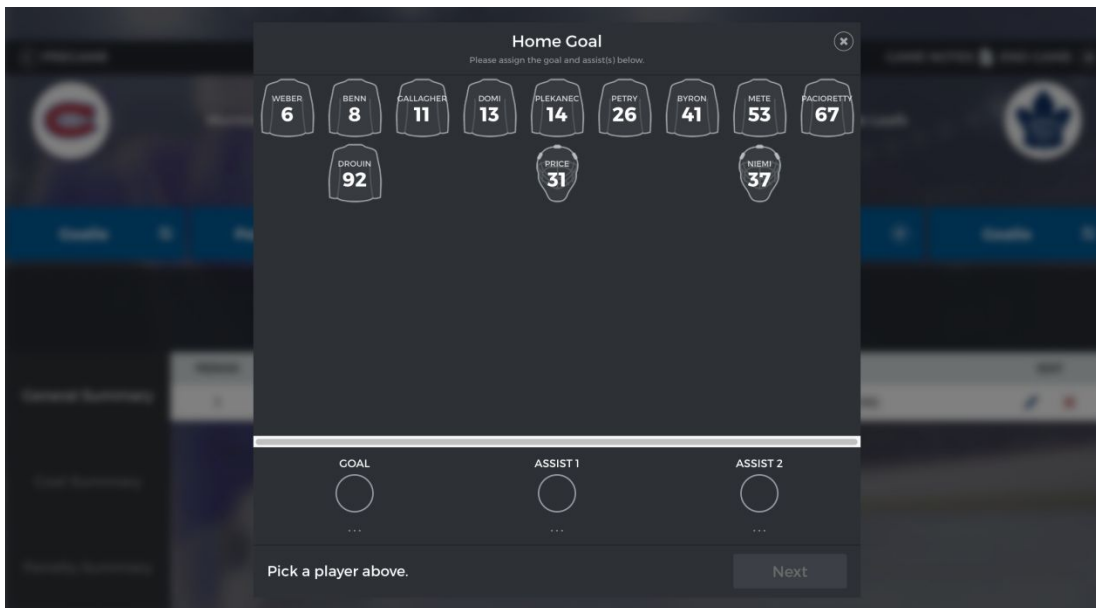 Home Goal
Please assign the goal and assist(s) below.
WEBER BENN GALLAGHER DOMI PLEKANEC PETRY BYRON METE PACIORETTY
6 8 11 13 14 26 41 53 67
DROUIN PRICE NIEMI
92 31 37
GOAL ASSIST 1 ASSIST 2
... ... ...
Pick a player above. Next
General Summary